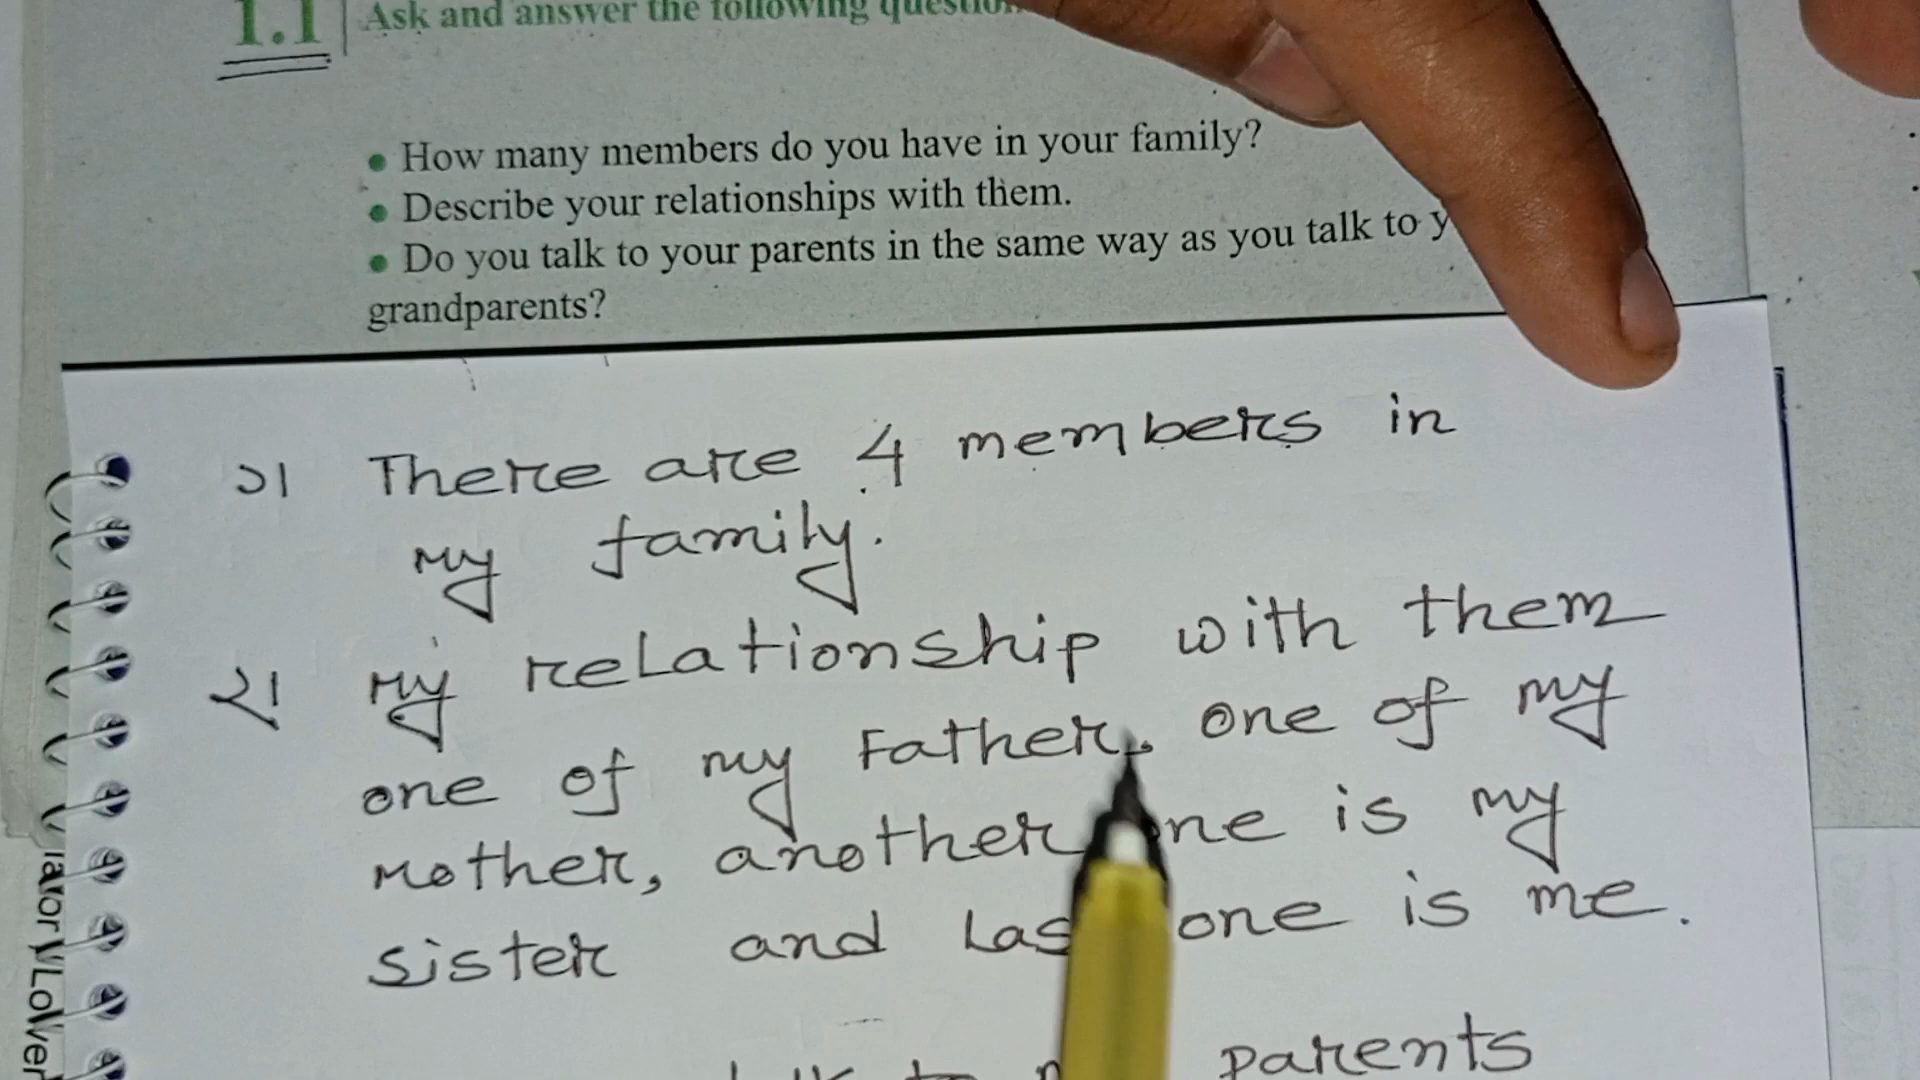 1.1 Ask and answer the following
How many members do you have in your family?
Describe your relationships with them.
Do you talk to your parents in the same way as you talk to
grandparents?
১। There are 4 members in
my family.
২। My relationship with them
one of my Father, one of my
Mother, another one is my
sister and one is me.
to parents
Lover